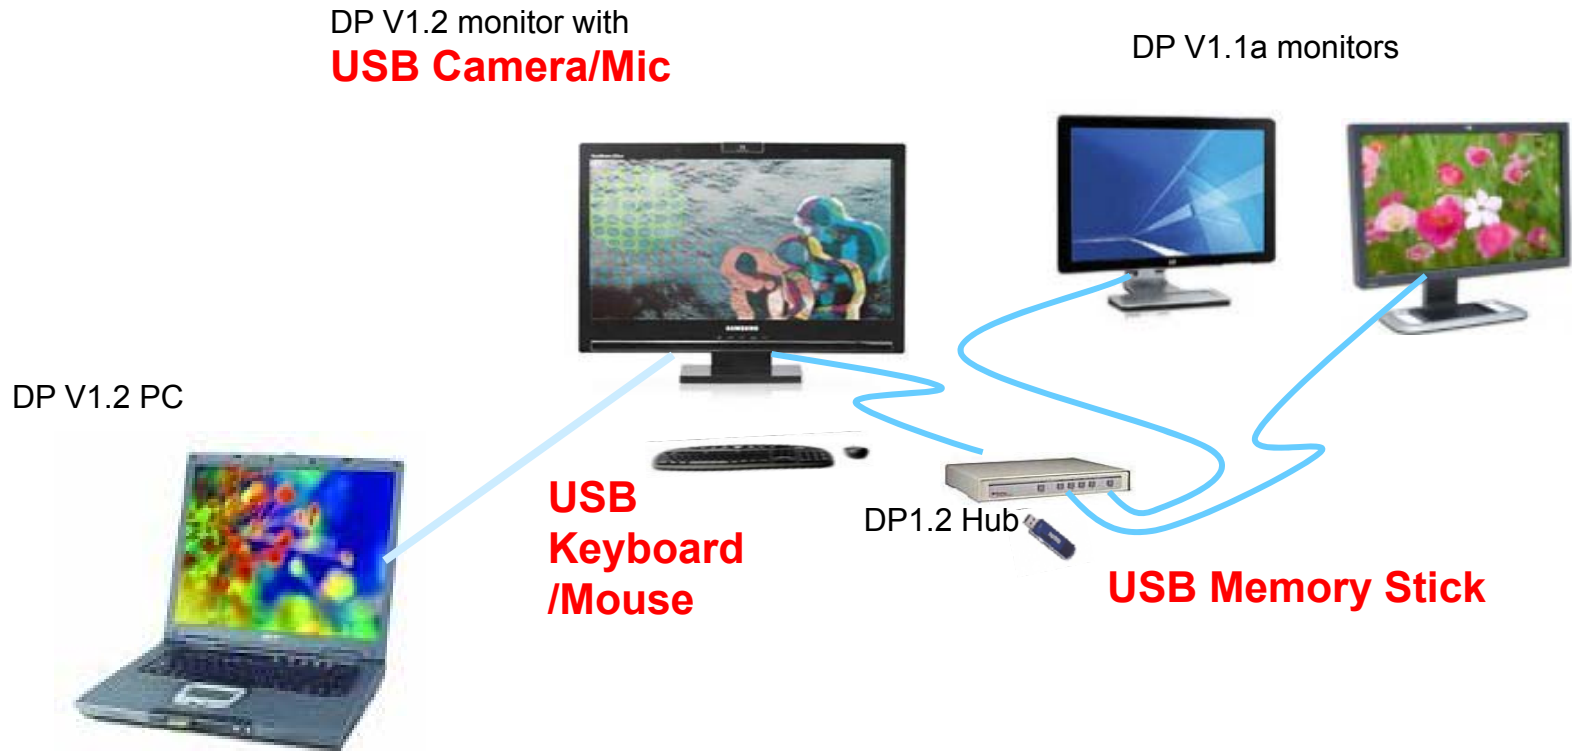 DP V1.2 monitor with
USB Camera/Mic
DP V1.1a monitors
SAMSUNG
DP V1.2 PC
USB
Keyboard
/Mouse
DP1.2 Hub
USB Memory Stick